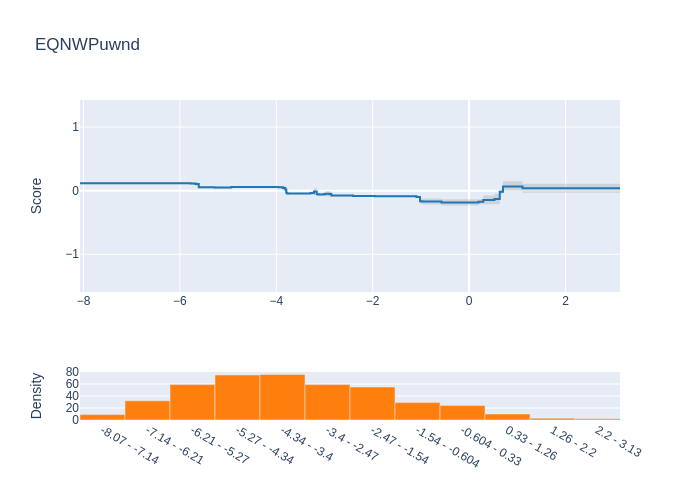 EQNWPuwnd
Score
1
0
−1
−8
−6
−4
−2
0
2
Density
80
60
40
20
0
-8.07 - -7.14
-7.14 - -6.21
-6.21 - -5.27
-5.27 - -4.34
-4.34 - -3.4
-3.4 - -2.47
-2.47 - -1.54
-1.54 - -0.604
-0.604 - 0.33
0.33 - 1.26
1.26 - 2.2
2.2 - 3.13